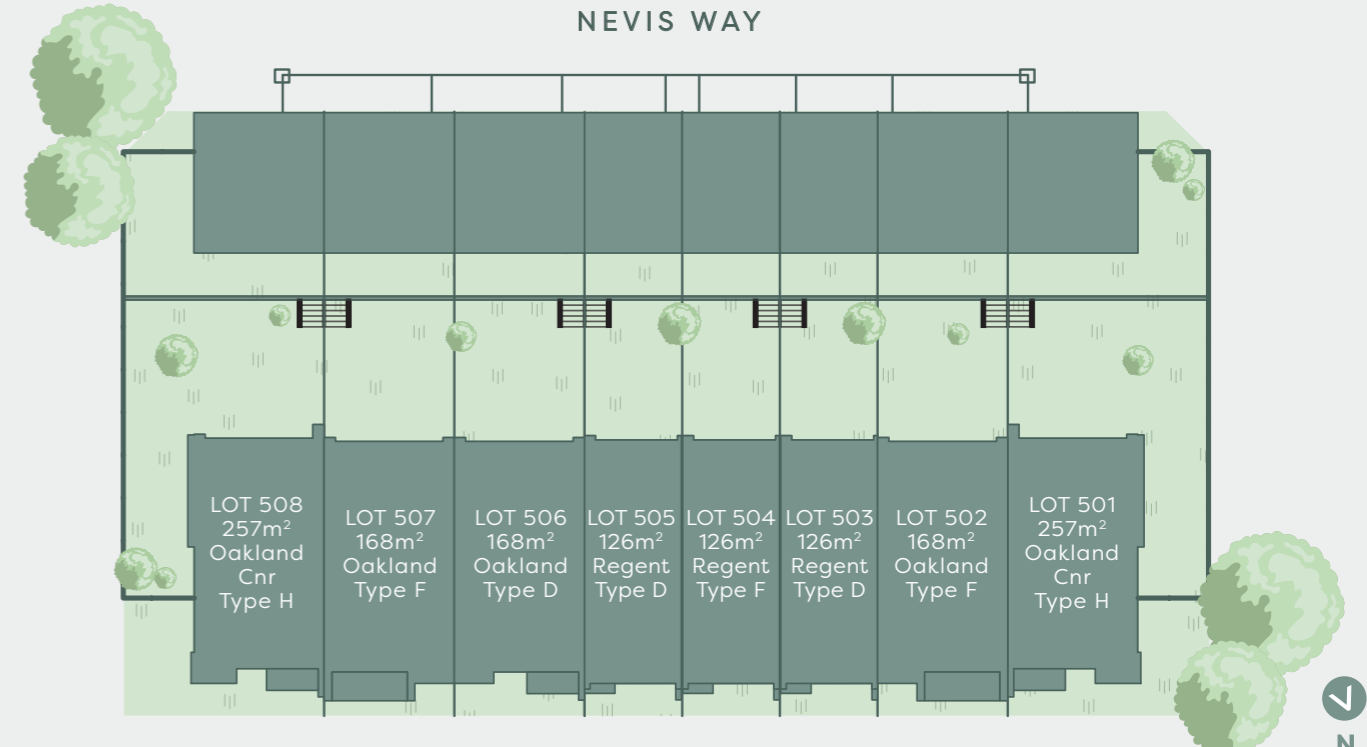 NEVIS WAY
LOT 508
257m²
Oakland
Cnr
Type H
LOT 507
168m²
Oakland
Type F
LOT 506
168m²
Oakland
Type D
LOT 505
126m²
Regent
Type D
LOT 504
126m²
Regent
Type F
LOT 503
126m²
Regent
Type D
LOT 502
168m²
Oakland
Type F
LOT 501
257m²
Oakland
Cnr
Type H
N